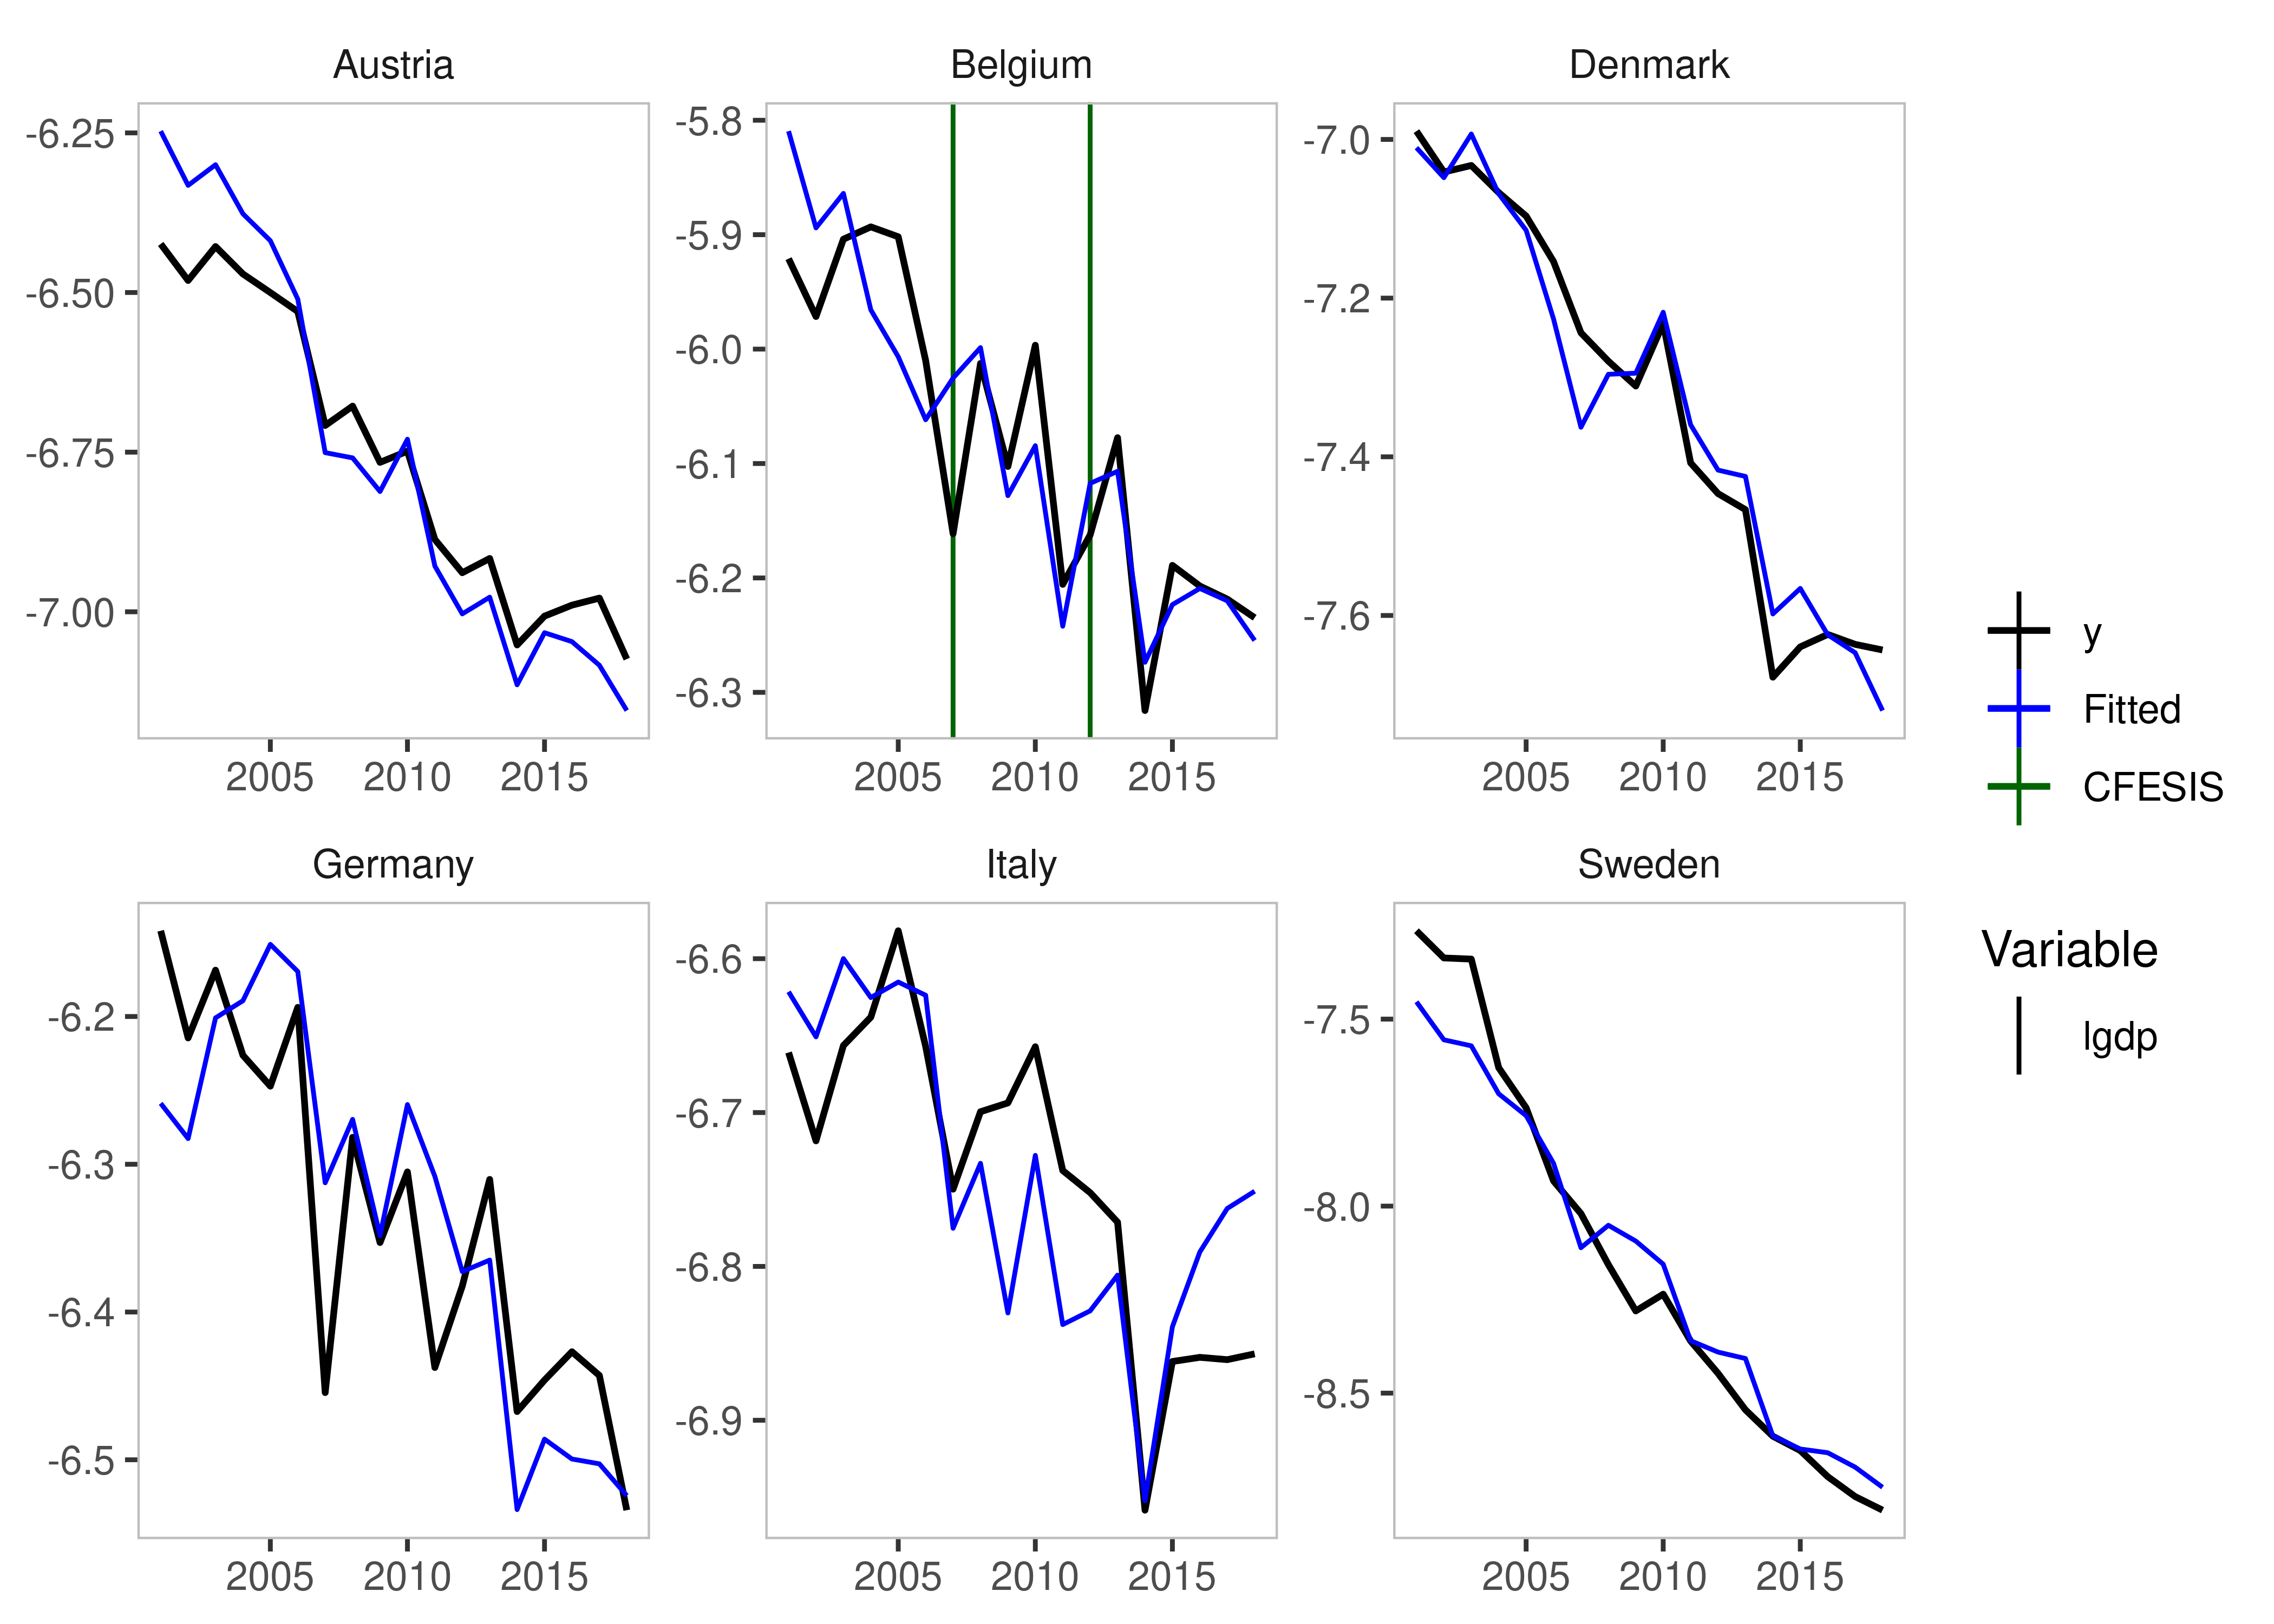 Austria
Belgium
Denmark
-6.25
-6.50
-6.75
-7.00
2005 2010 2015
-5.8
-5.9
-6.0
-6.1
-6.2
-6.3
2005 2010 2015
-7.0
-7.2
-7.4
-7.6
2005 2010 2015
Germany
Italy
Sweden
-6.2
-6.3
-6.4
-6.5
2005 2010 2015
-6.6
-6.7
-6.8
-6.9
2005 2010 2015
-7.5
-8.0
-8.5
2005 2010 2015
y
Fitted
CFESIS
Variable
lgdp